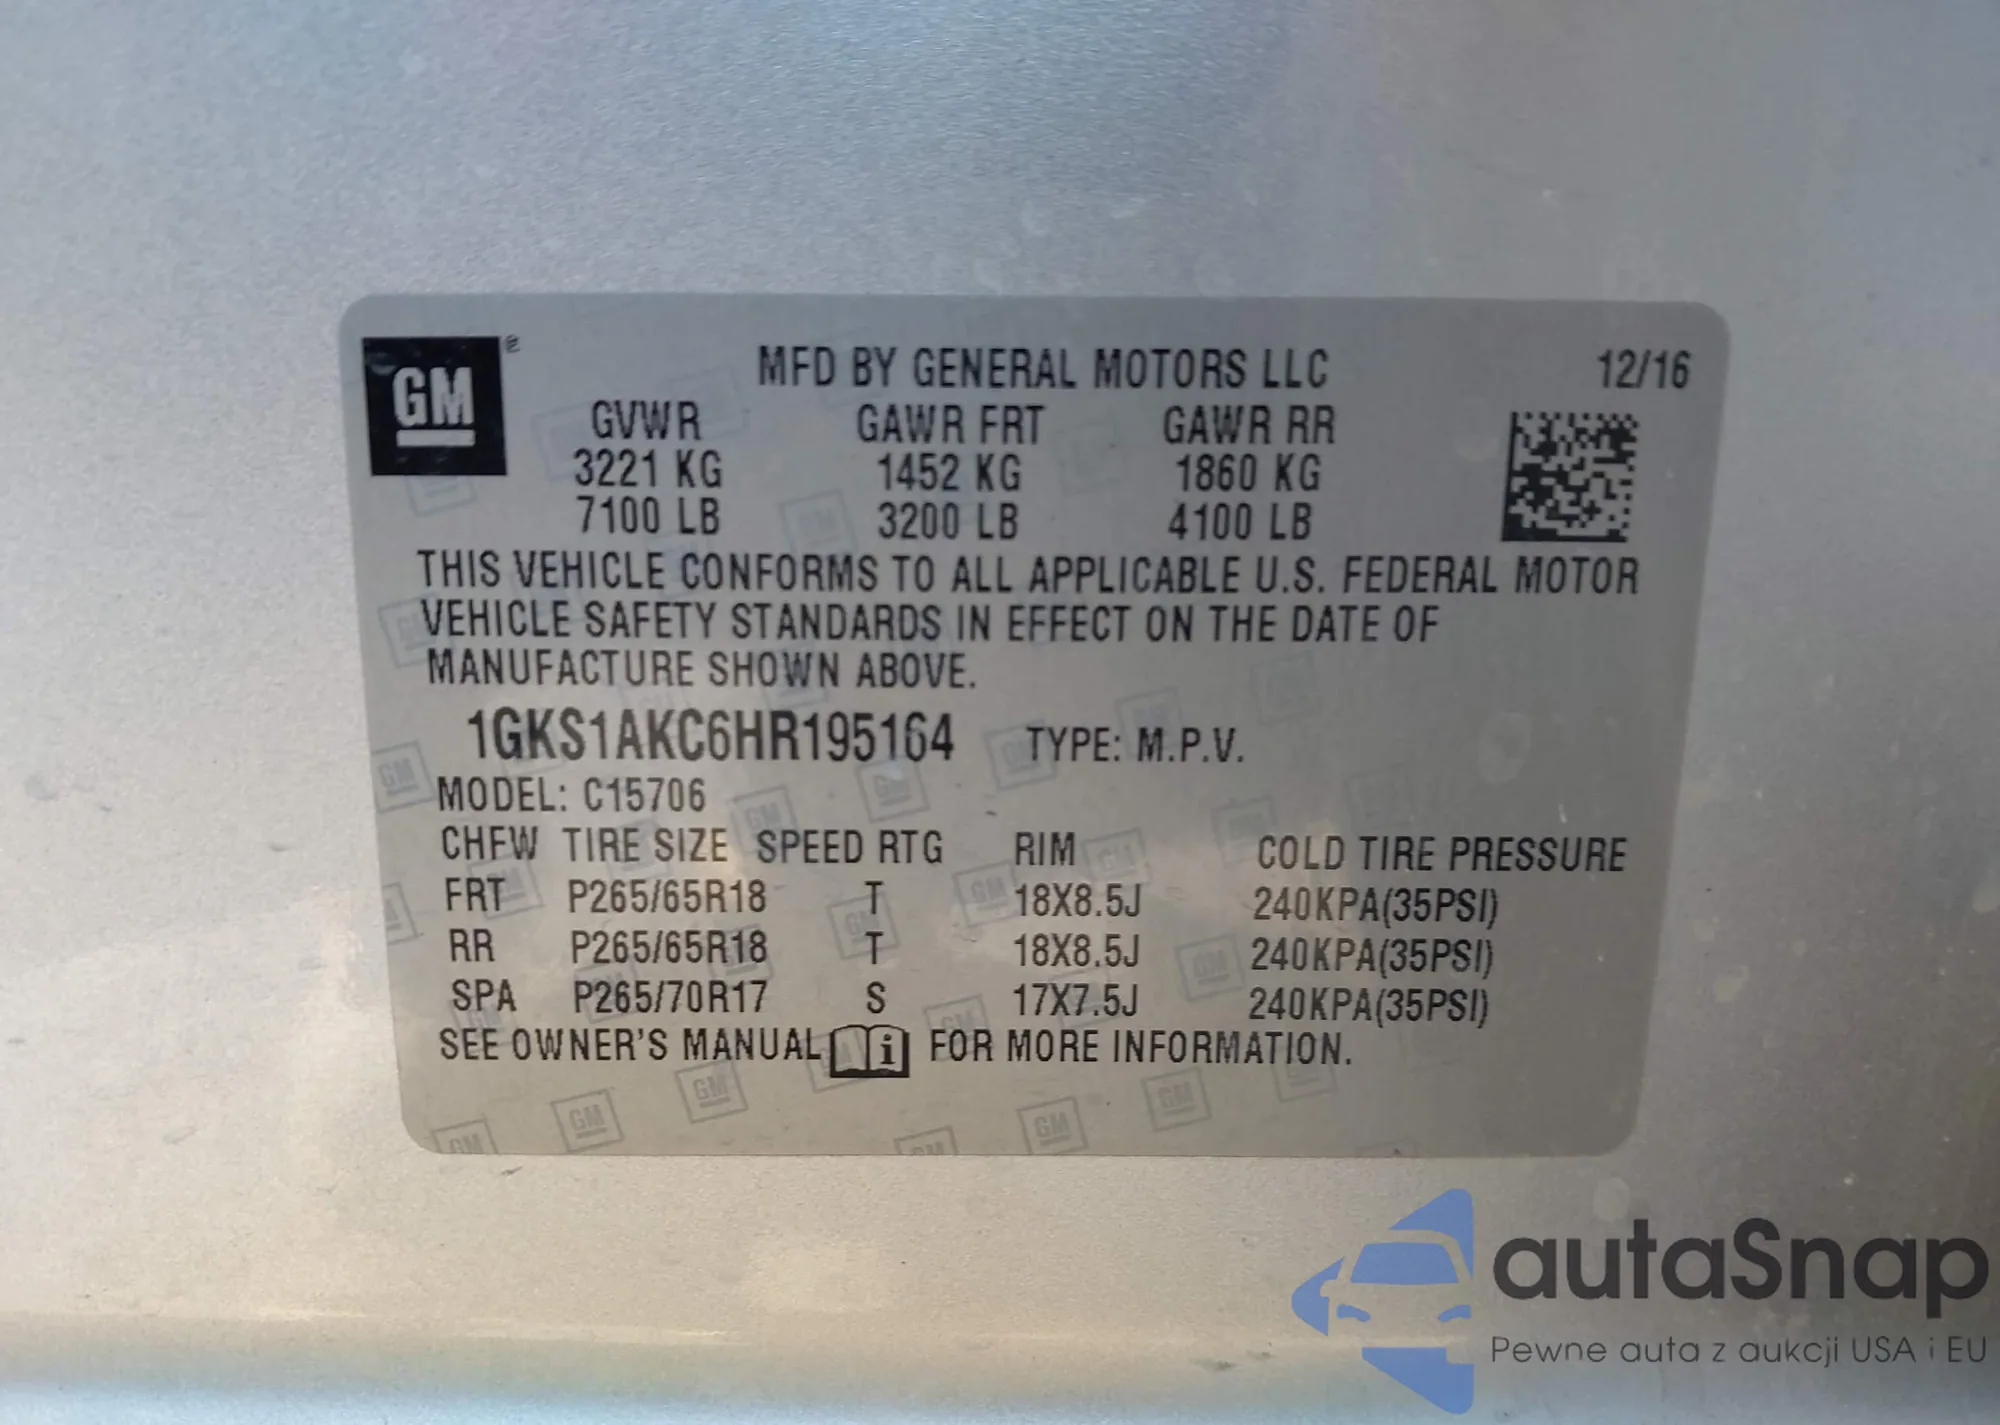 GM
MFD BY GENERAL MOTORS LLC 12/16
GVWR GAWR FRT GAWR RR
3221 KG 1452 KG 1860 KG
7100 LB 3200 LB 4100 LB
THIS VEHICLE CONFORMS TO ALL APPLICABLE U.S. FEDERAL MOTOR
VEHICLE SAFETY STANDARDS IN EFFECT ON THE DATE OF
MANUFACTURE SHOWN ABOVE.
1GKS1AKC6HR195164 TYPE: M.P.V.
MODEL: C15706
CHFW TIRE SIZE SPEED RTG RIM COLD TIRE PRESSURE
FRT P265/65R18 T 18X8.5J 240KPA(35PSI)
RR P265/65R18 T 18X8.5J 240KPA(35PSI)
SPA P265/70R17 S 17X7.5J 240KPA(35PSI)
SEE OWNER'S MANUAL i FOR MORE INFORMATION.
autaSnap
Pewne auta z aukcji USA i EU